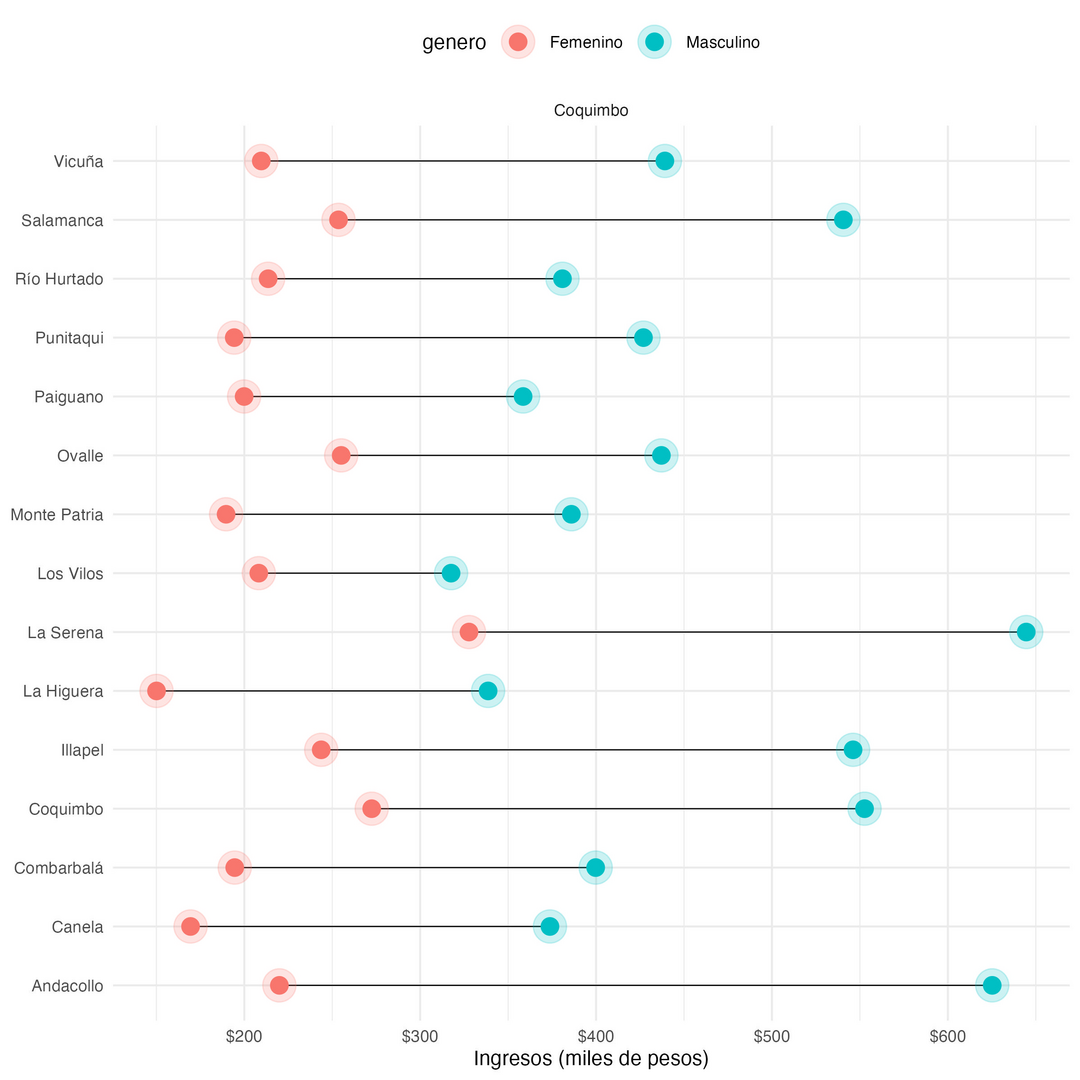 genero Femenino Masculino
Coquimbo
Vicuña
Salamanca
Río Hurtado
Punitaqui
Paiguano
Ovalle
Monte Patria
Los Vilos
La Serena
La Higuera
Illapel
Coquimbo
Combarbalá
Canela
Andacollo
$200 $300 $400 $500 $600
Ingresos (miles de pesos)